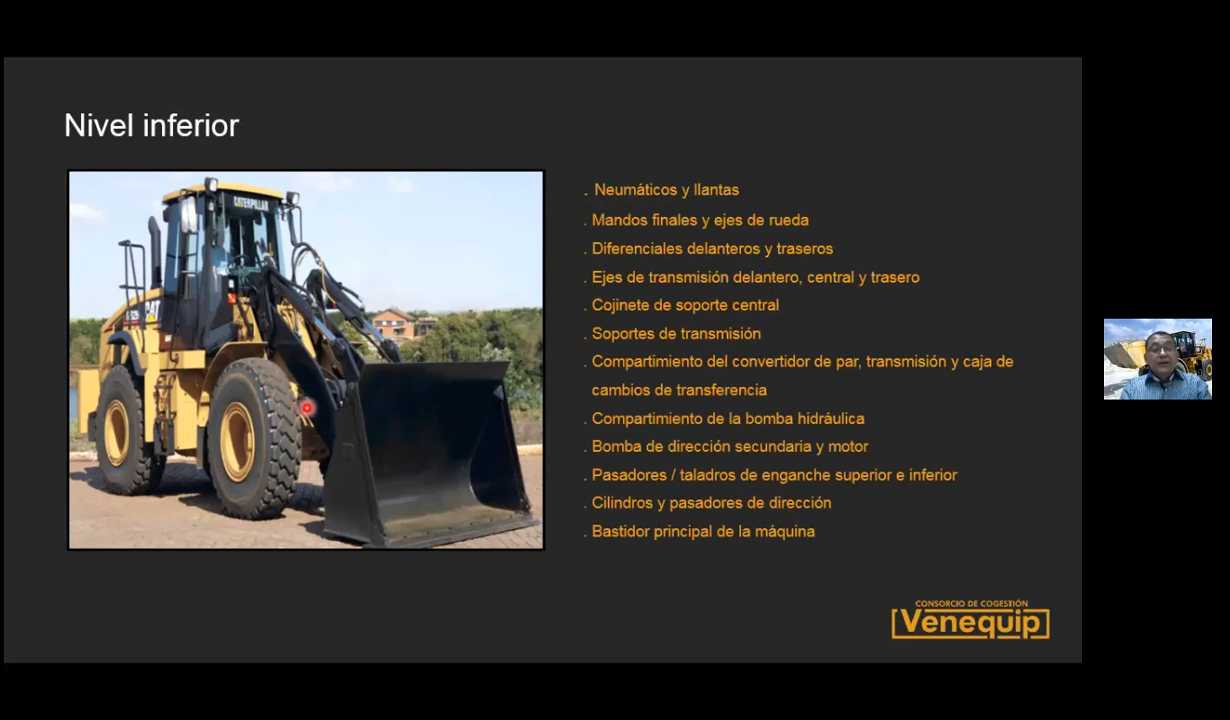 Nivel inferior
CATERPILLAR
CAT
. Neumáticos y llantas
. Mandos finales y ejes de rueda
. Diferenciales delanteros y traseros
. Ejes de transmisión delantero, central y trasero
. Cojinete de soporte central
. Soportes de transmisión
. Compartimiento del convertidor de par, transmisión y caja de
cambios de transferencia
. Compartimiento de la bomba hidráulica
. Bomba de dirección secundaria y motor
. Pasadores / taladros de enganche superior e inferior
. Cilindros y pasadores de dirección
. Bastidor principal de la máquina
CONSORCIO DE COGESTIÓN
Venequip